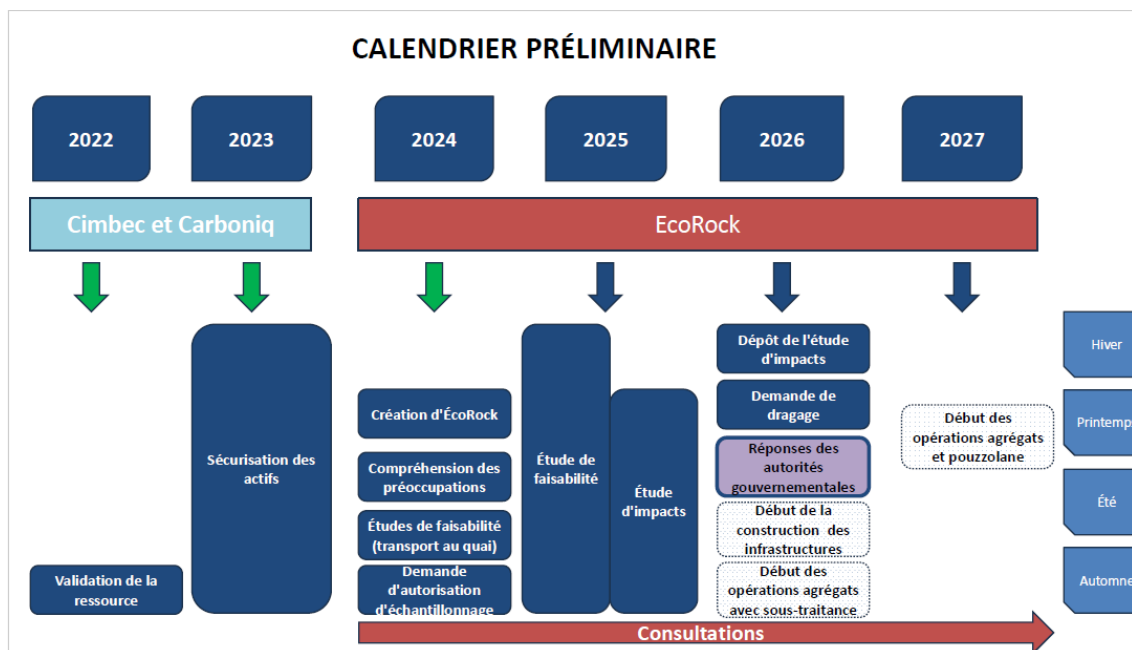 CALENDRIER PRÉLIMINAIRE
2022
2023
2024
2025
2026
2027
Cimbec et Carboniq
EcoRock
Validation de la
ressource
Sécurisation des
actifs
Création d'ÉcoRock
Compréhension des
préoccupations
Études de faisabilité
(transport au quai)
Demande
d'autorisation
d'échantillonnage
Étude de
faisabilité
Étude
d'impacts
Dépôt de l'étude
d'impacts
Demande de
dragage
Réponses des
autorités
gouvernementales
Début de la
construction des
infrastructures
Début des
opérations agrégats
avec sous-traitance
Début des
opérations agrégats
et pouzzolane
Hiver
Printemps
Été
Automne
Consultations